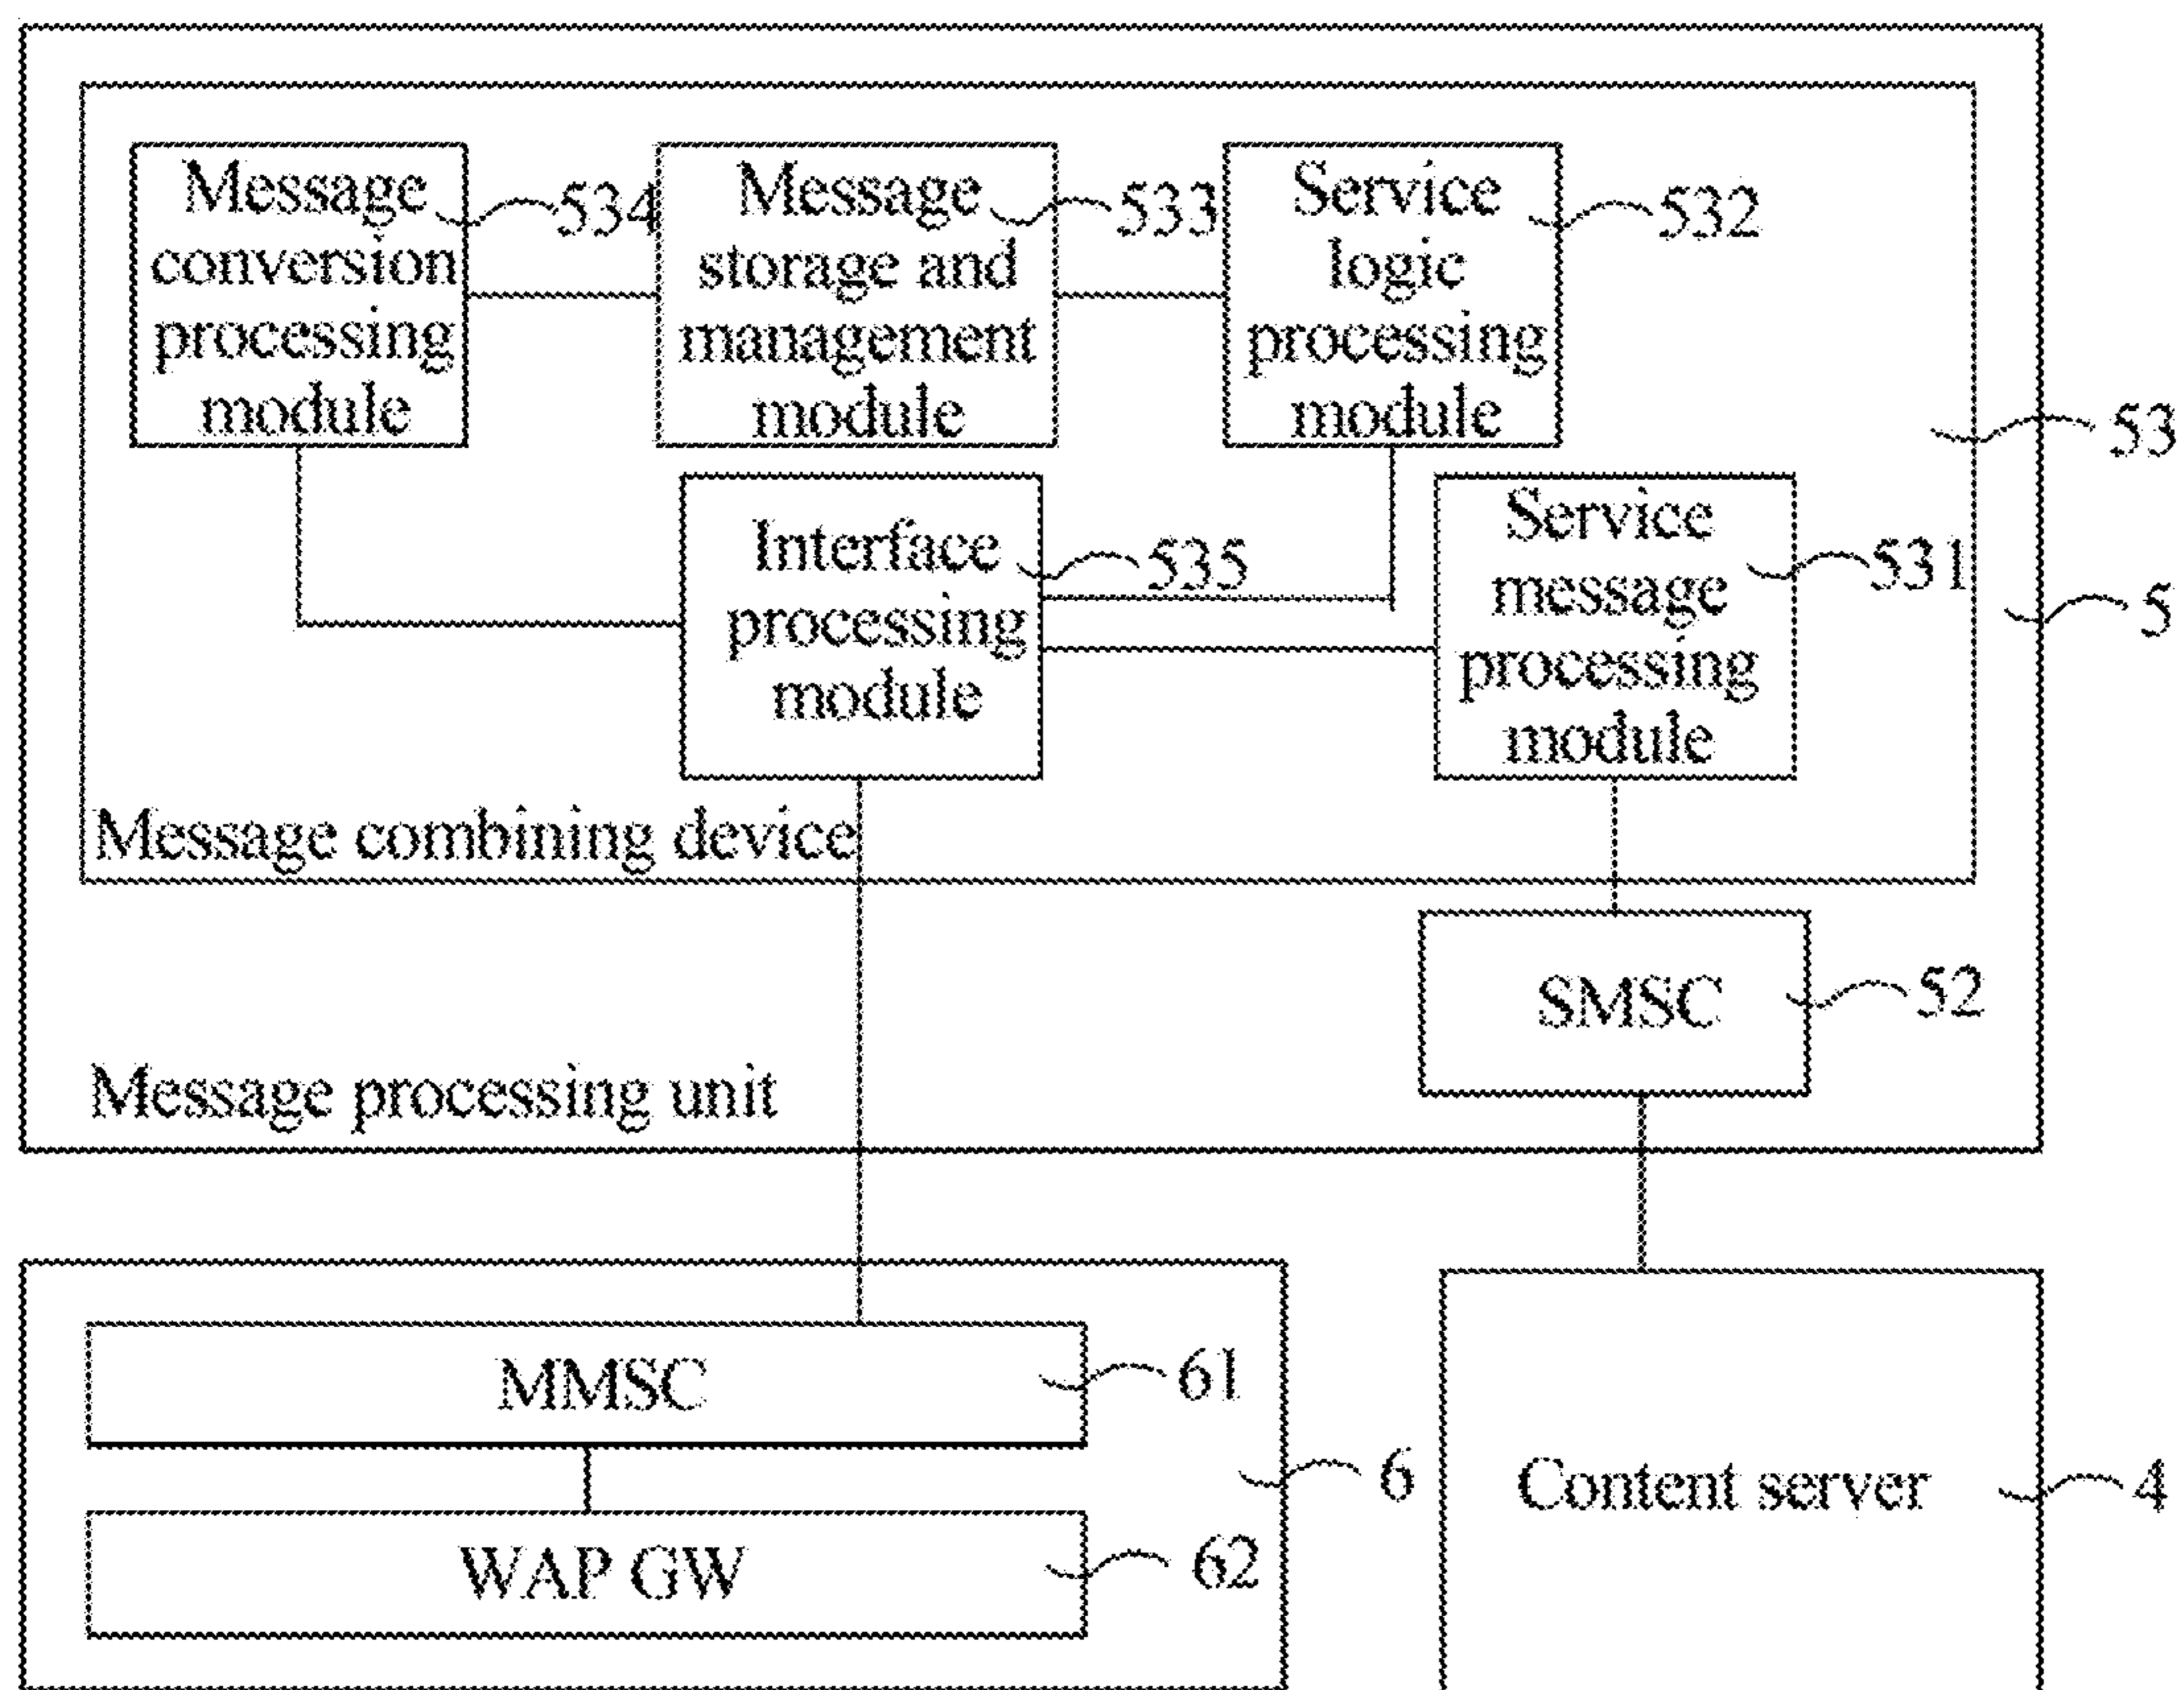 Message
conversion
processing
module
534
Message
storage and
management
module
533
Service
logic
processing
module
532
53
Interface
processing
module
535
Service
message
processing
module
531
5
Message combining device
SMSC
52
Message processing unit
MMSC
61
6
WAP GW
62
Content server
4